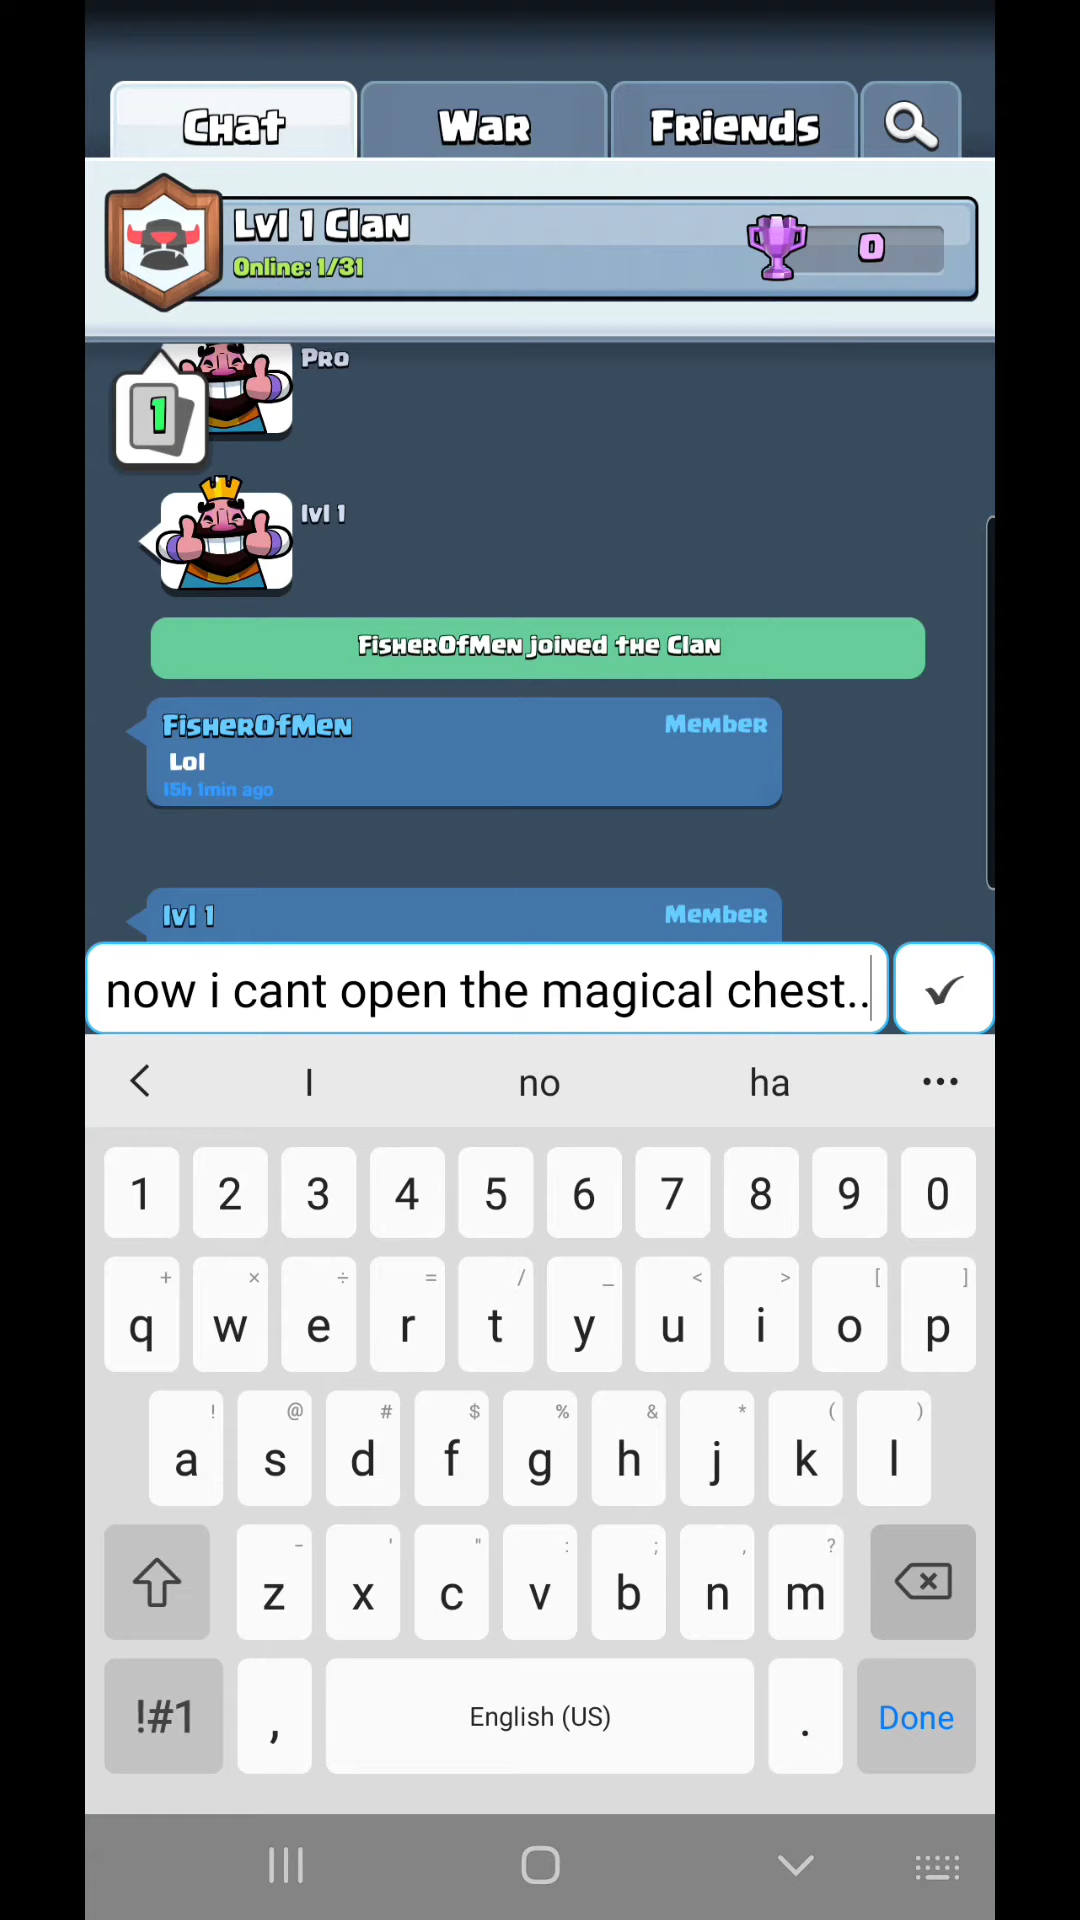 Chat
War
Friends
Lvl 1 Clan
Online: 1/31
0
Pro
1
lvl 1
FisherOfMen joined the Clan
FisherOfMen
Member
Lol
15h 1min ago
lvl 1
Member
now i cant open the magical chest..
I
no
ha
1 2 3 4 5 6 7 8 9 0
+ × ÷ = / _ < > [ ]
q w e r t y u i o p
! @ # $ % & * ( )
a s d f g h j k l
- ' " : ; , ?
z x c v b n m
!#1 , English (US) . Done